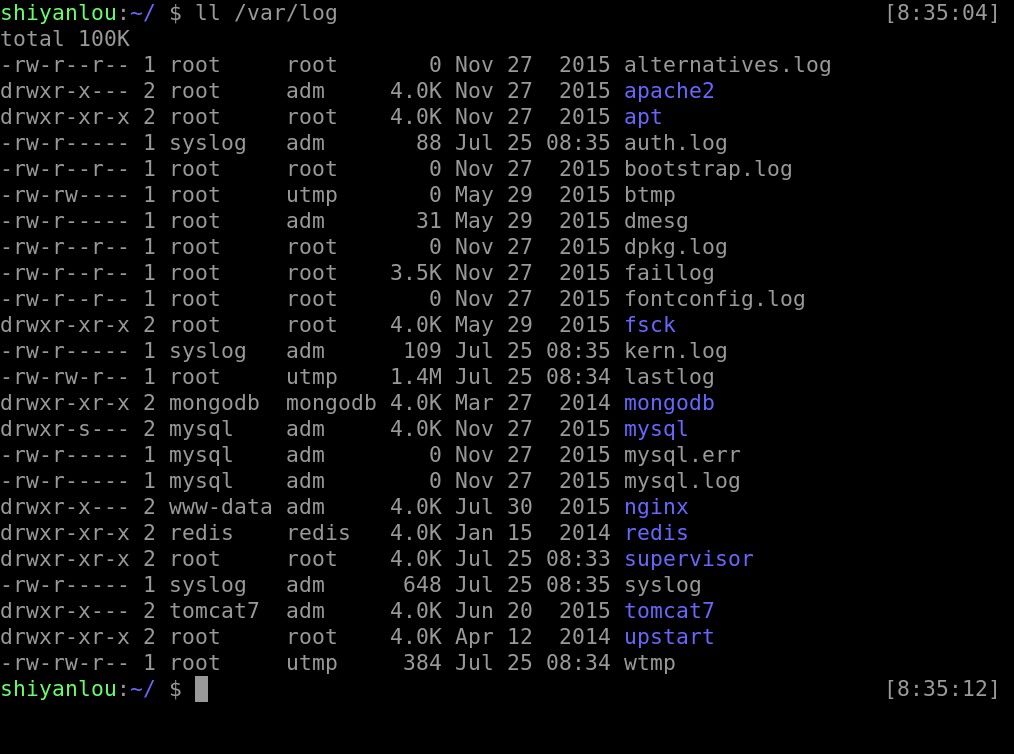 shiyanlou:~/ $ ll /var/log [8:35:04]
total 100K
-rw-r--r-- 1 root     root        0 Nov 27  2015 alternatives.log
drwxr-x--- 2 root     adm      4.0K Nov 27  2015 apache2
drwxr-xr-x 2 root     root     4.0K Nov 27  2015 apt
-rw-r----- 1 syslog   adm        88 Jul 25 08:35 auth.log
-rw-r--r-- 1 root     root        0 Nov 27  2015 bootstrap.log
-rw-rw---- 1 root     utmp        0 May 29  2015 btmp
-rw-r----- 1 root     adm        31 May 29  2015 dmesg
-rw-r--r-- 1 root     root        0 Nov 27  2015 dpkg.log
-rw-r--r-- 1 root     root     3.5K Nov 27  2015 faillog
-rw-r--r-- 1 root     root        0 Nov 27  2015 fontconfig.log
drwxr-xr-x 2 root     root     4.0K May 29  2015 fsck
-rw-r----- 1 syslog   adm       109 Jul 25 08:35 kern.log
-rw-rw-r-- 1 root     utmp     1.4M Jul 25 08:34 lastlog
drwxr-xr-x 2 mongodb  mongodb 4.0K Mar 27  2014 mongodb
drwxr-s--- 2 mysql    adm      4.0K Nov 27  2015 mysql
-rw-r----- 1 mysql    adm         0 Nov 27  2015 mysql.err
-rw-r----- 1 mysql    adm         0 Nov 27  2015 mysql.log
drwxr-x--- 2 www-data adm      4.0K Jul 30  2015 nginx
drwxr-xr-x 2 redis    redis    4.0K Jan 15  2014 redis
drwxr-xr-x 2 root     root     4.0K Jul 25 08:33 supervisor
-rw-r----- 1 syslog   adm       648 Jul 25 08:35 syslog
drwxr-x--- 2 tomcat7  adm      4.0K Jun 20  2015 tomcat7
drwxr-xr-x 2 root     root     4.0K Apr 12  2014 upstart
-rw-rw-r-- 1 root     utmp      384 Jul 25 08:34 wtmp
shiyanlou:~/ $ [8:35:12]